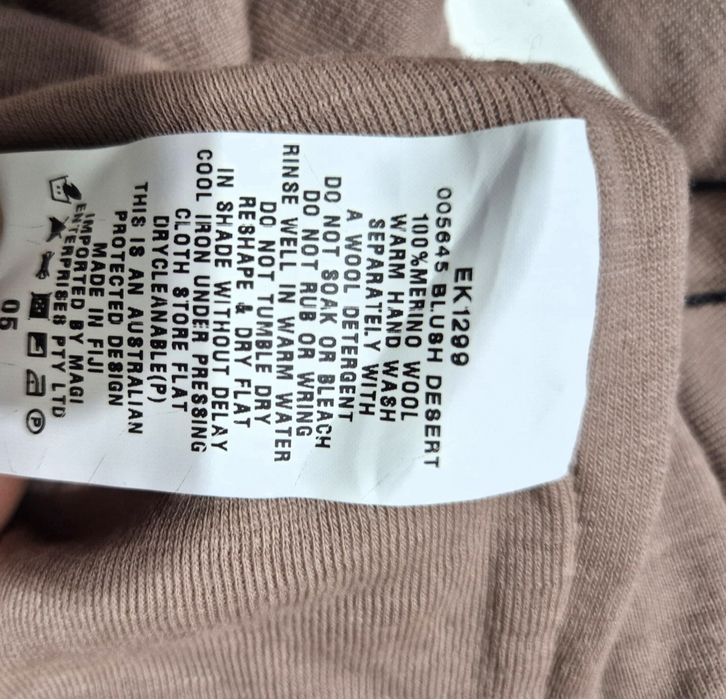 EK1299
005645 BLUSH DESERT
100%MERINO WOOL
WARM HAND WASH
SEPARATELY WITH
A WOOL DETERGENT
DO NOT SOAK OR BLEACH
DO NOT RUB OR WRING
RINSE WELL IN WARM WATER
DO NOT TUMBLE DRY
RESHAPE & DRY FLAT
IN SHADE WITHOUT DELAY
COOL IRON UNDER PRESSING
CLOTH STORE FLAT
DRYCLEANABLE(P)
THIS IS AN AUSTRALIAN
PROTECTED DESIGN
MADE IN FIJI
IMPORTED BY MAGI
ENTERPRISES PTY LTD
P
05